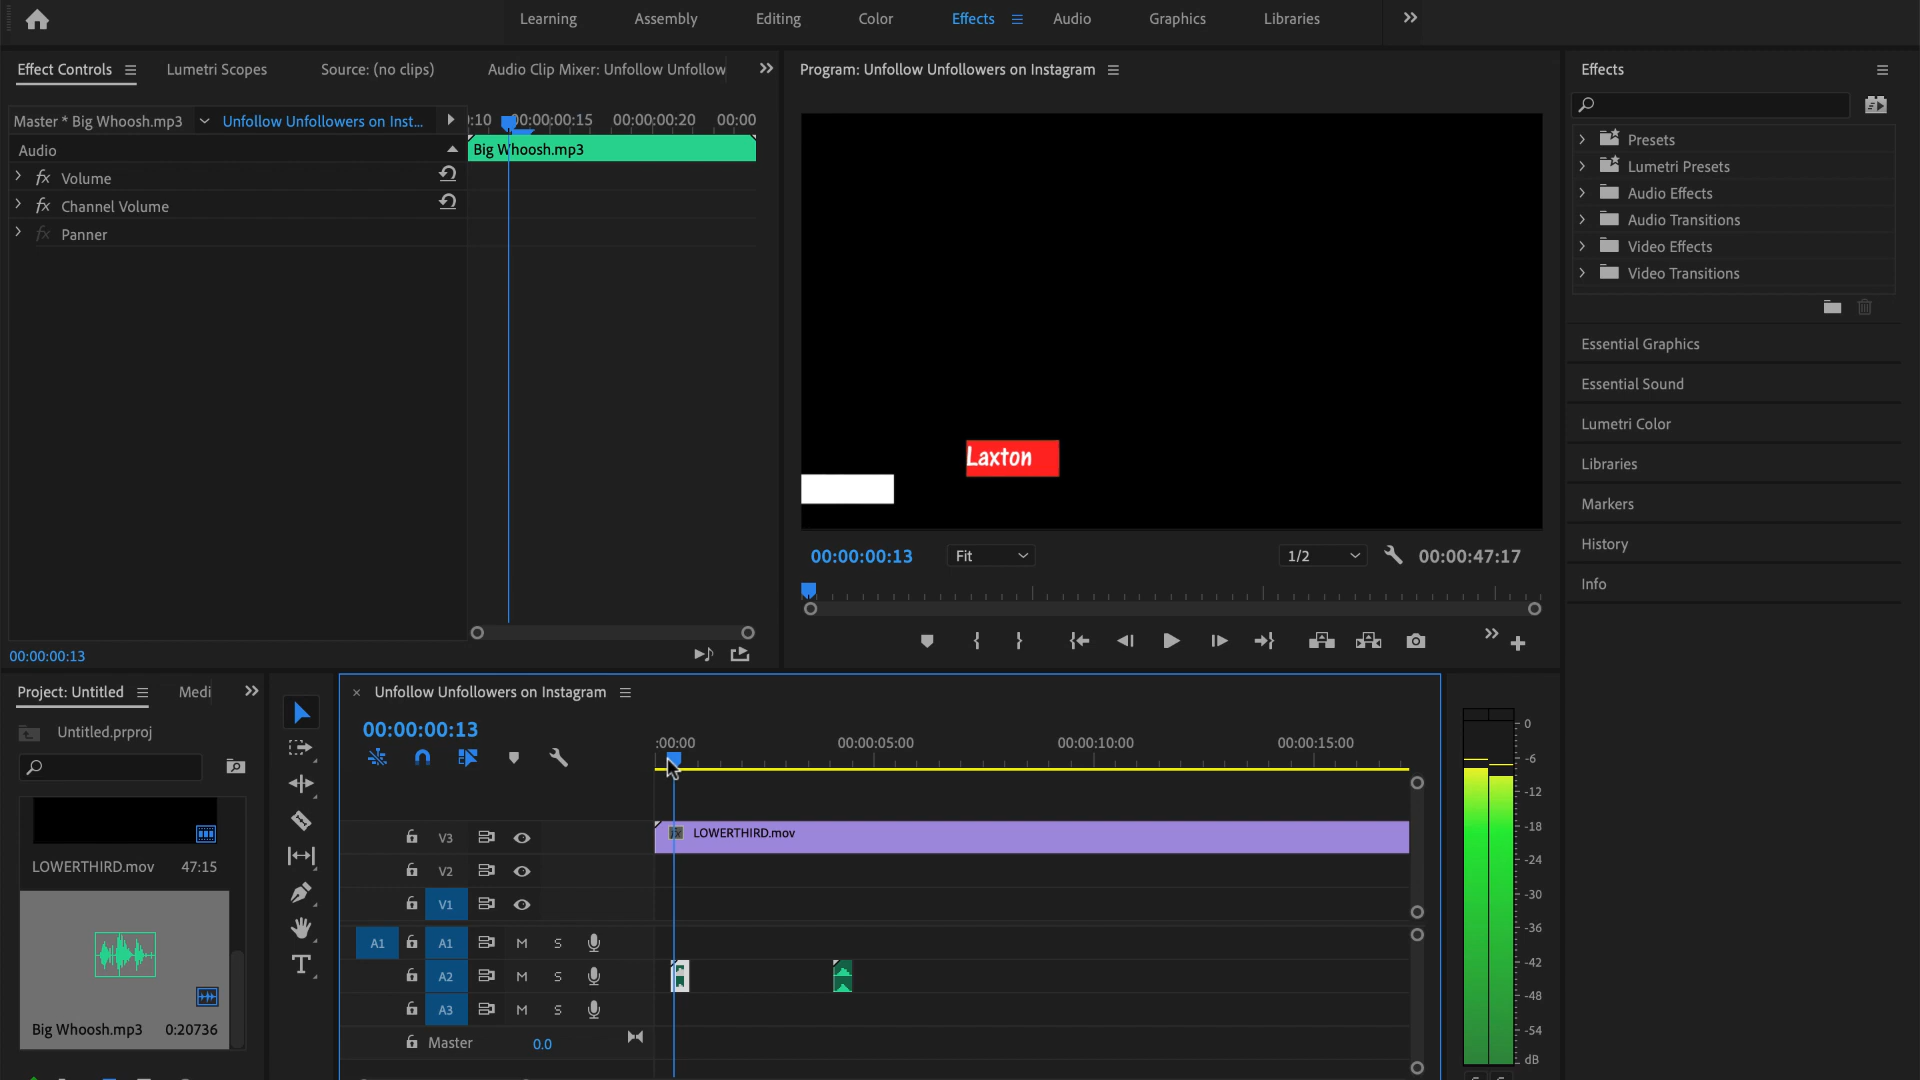 Learning Assembly Editing Color Effects Audio Graphics Libraries
Effect Controls Lumetri Scopes Source: (no clips) Audio Clip Mixer: Unfollow Unfollow
Master * Big Whoosh.mp3 Unfollow Unfollowers on Inst...
:10 00:00:00:15 00:00:00:20 00:00
Audio
Big Whoosh.mp3
fx Volume
fx Channel Volume
fx Panner
00:00:00:13
Program: Unfollow Unfollowers on Instagram
Laxton
00:00:00:13 Fit 1/2 00:00:47:17
Effects
Presets
Lumetri Presets
Audio Effects
Audio Transitions
Video Effects
Video Transitions
Essential Graphics
Essential Sound
Lumetri Color
Libraries
Markers
History
Info
Project: Untitled Medi
Untitled.prproj
LOWERTHIRD.mov 47:15
Big Whoosh.mp3 0:20736
Unfollow Unfollowers on Instagram
00:00:00:13
:00:00 00:00:05:00 00:00:10:00 00:00:15:00
V3 fx LOWERTHIRD.mov
V2
V1
A1 A1 M S
A2 M S
A3 M S
Master 0.0
0
-6
-12
-18
-24
-30
-36
-42
-48
-54
dB